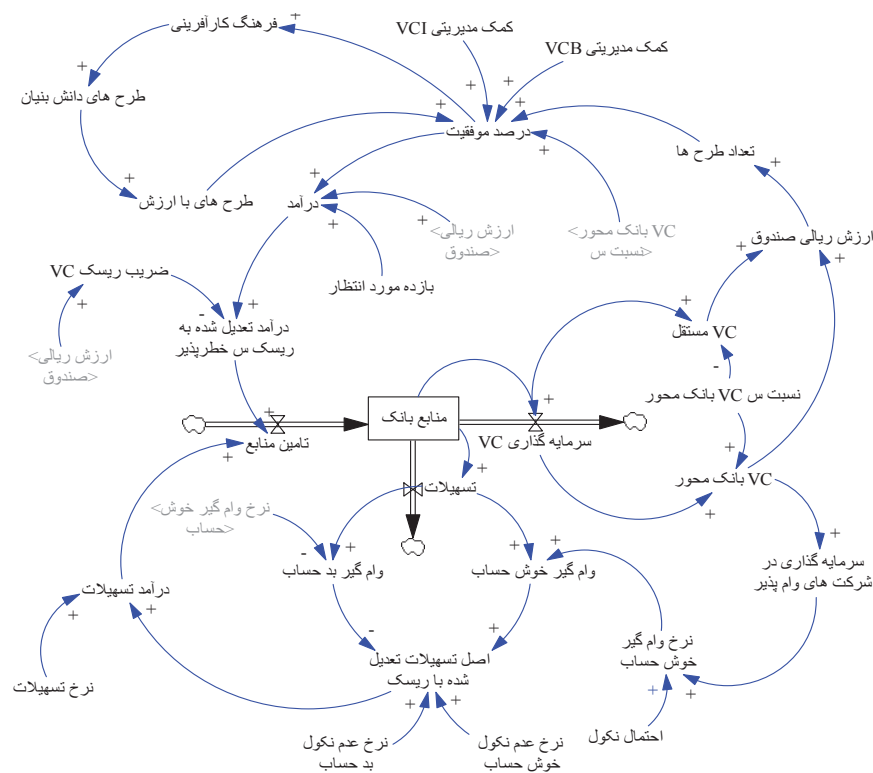 فرهنگ کارآفرینی
+
کمک مدیریتی VCI
کمک مدیریتی VCB
+
طرح های دانش بنیان
+
+
+
+
+
درصد موفقیت
+
تعداد طرح ها
+
+
+
طرح های با ارزش
+
درآمد
+
+
<ارزش ریالی
صندوق>
<نسبت س
VC بانک محور>
ارزش ریالی صندوق
+
+
ضریب ریسک VC
+
بازده مورد انتظار
-
+
درآمد تعدیل شده به
ریسک س خطرپذیر
+
VC مستقل
-
<ارزش ریالی
صندوق>
نسبت س VC بانک محور
+
منابع بانک
+
+
تامین منابع
+
سرمایه گذاری VC
+
VC بانک محور
+
تسهیلات
+
<نرخ وام گیر خوش
حساب>
-
+
+
+
+
وام گیر بد حساب
وام گیر خوش حساب
سرمایه گذاری در
شرکت های وام پذیر
درآمد تسهیلات
+
+
-
+
اصل تسهیلات تعدیل
شده با ریسک
نرخ وام گیر
خوش حساب
+
+
نرخ تسهیلات
+
+
احتمال نکول
نرخ عدم نکول
بد حساب
نرخ عدم نکول
خوش حساب